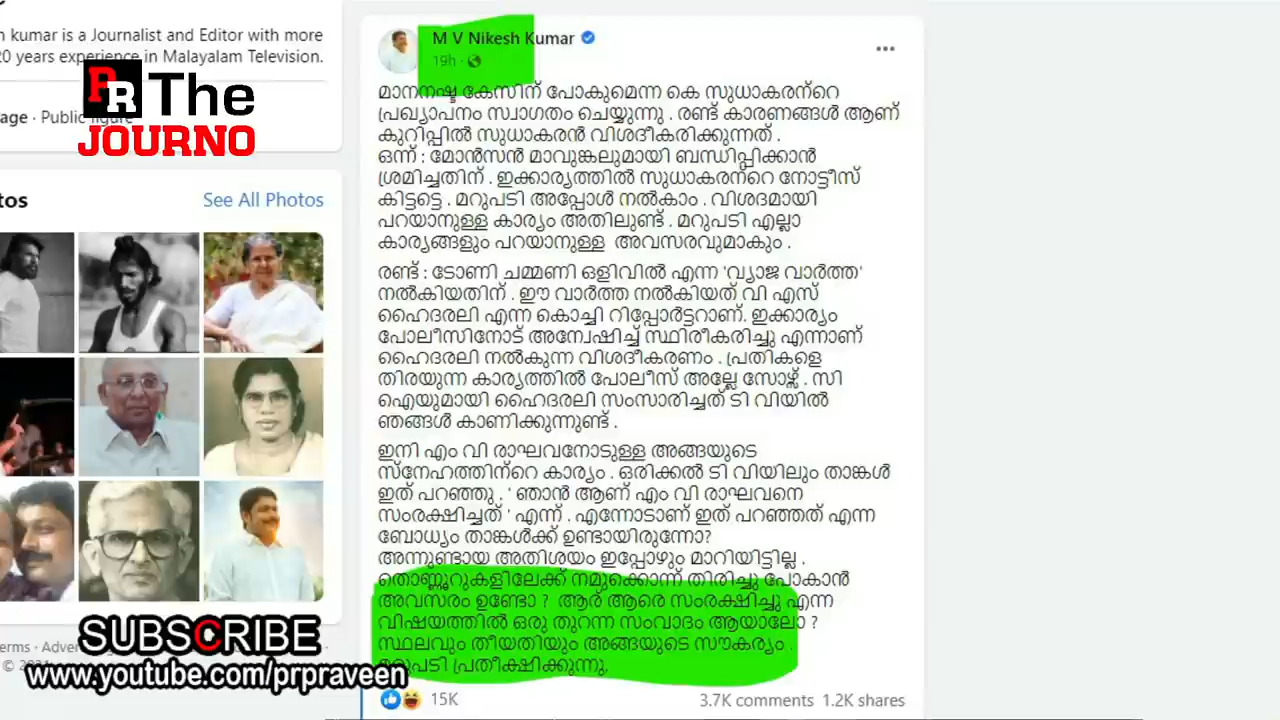 n kumar is a Journalist and Editor with more
20 years experience in Malayalam Television.
PR The
JOURNO
age · Public figure
tos
See All Photos
M V Nikesh Kumar
19h ·
മാനനഷ്ട കേസിന് പോകുമെന്ന കെ സുധാകരന്റെ
പ്രഖ്യാപനം സ്വാഗതം ചെയ്യുന്നു . രണ്ട് കാരണങ്ങൾ ആണ്
കുറിപ്പിൽ സുധാകരൻ വിശദീകരിക്കുന്നത് .
ഒന്ന് : മോൻസൻ മാവുങ്കലുമായി ബന്ധിപ്പിക്കാൻ
ശ്രമിച്ചതിന് . ഇക്കാര്യത്തിൽ സുധാകരന്റെ നോട്ടീസ്
കിട്ടട്ടെ . മറുപടി അപ്പോൾ നൽകാം . വിശദമായി
പറയാനുള്ള കാര്യം അതിലുണ്ട് . മറുപടി എല്ലാ
കാര്യങ്ങളും പറയാനുള്ള അവസരവുമാകും .
രണ്ട് : ടോണി ചമ്മണി ഒളിവിൽ എന്ന 'വ്യാജ വാർത്ത'
നൽകിയതിന് . ഈ വാർത്ത നൽകിയത് വി എസ്
ഹൈദരലി എന്ന കൊച്ചി റിപ്പോർട്ടറാണ്. ഇക്കാര്യം
പോലീസിനോട് അന്വേഷിച്ച് സ്ഥിരീകരിച്ചു എന്നാണ്
ഹൈദരലി നൽകുന്ന വിശദീകരണം . പ്രതികളെ
തിരയുന്ന കാര്യത്തിൽ പോലീസ് അല്ലേ സോഴ്സ് . സി
ഐയുമായി ഹൈദരലി സംസാരിച്ചത് ടി വിയിൽ
ഞങ്ങൾ കാണിക്കുന്നുണ്ട് .
ഇനി എം വി രാഘവനോടുള്ള അങ്ങയുടെ
സ്നേഹത്തിന്റെ കാര്യം . ഒരിക്കൽ ടി വിയിലും താങ്കൾ
ഇത് പറഞ്ഞു . ' ഞാൻ ആണ് എം വി രാഘവനെ
സംരക്ഷിച്ചത് ' എന്ന് . എന്നോടാണ് ഇത് പറഞ്ഞത് എന്ന
ബോധ്യം താങ്കൾക്ക് ഉണ്ടായിരുന്നോ?
അന്നുണ്ടായ അതിശയം ഇപ്പോഴും മാറിയിട്ടില്ല .
തൊണ്ണൂറുകളിലേക്ക് നമുക്കൊന്ന് തിരിച്ചു പോകാൻ
അവസരം ഉണ്ടോ ? ആര് ആരെ സംരക്ഷിച്ചു എന്ന
വിഷയത്തിൽ ഒരു തുറന്ന സംവാദം ആയാലോ ?
സ്ഥലവും തീയതിയും അങ്ങയുടെ സൗകര്യം .
മറുപടി പ്രതീക്ഷിക്കുന്നു.
15K
3.7K comments 1.2K shares
SUBSCRIBE
www.youtube.com/prpraveen